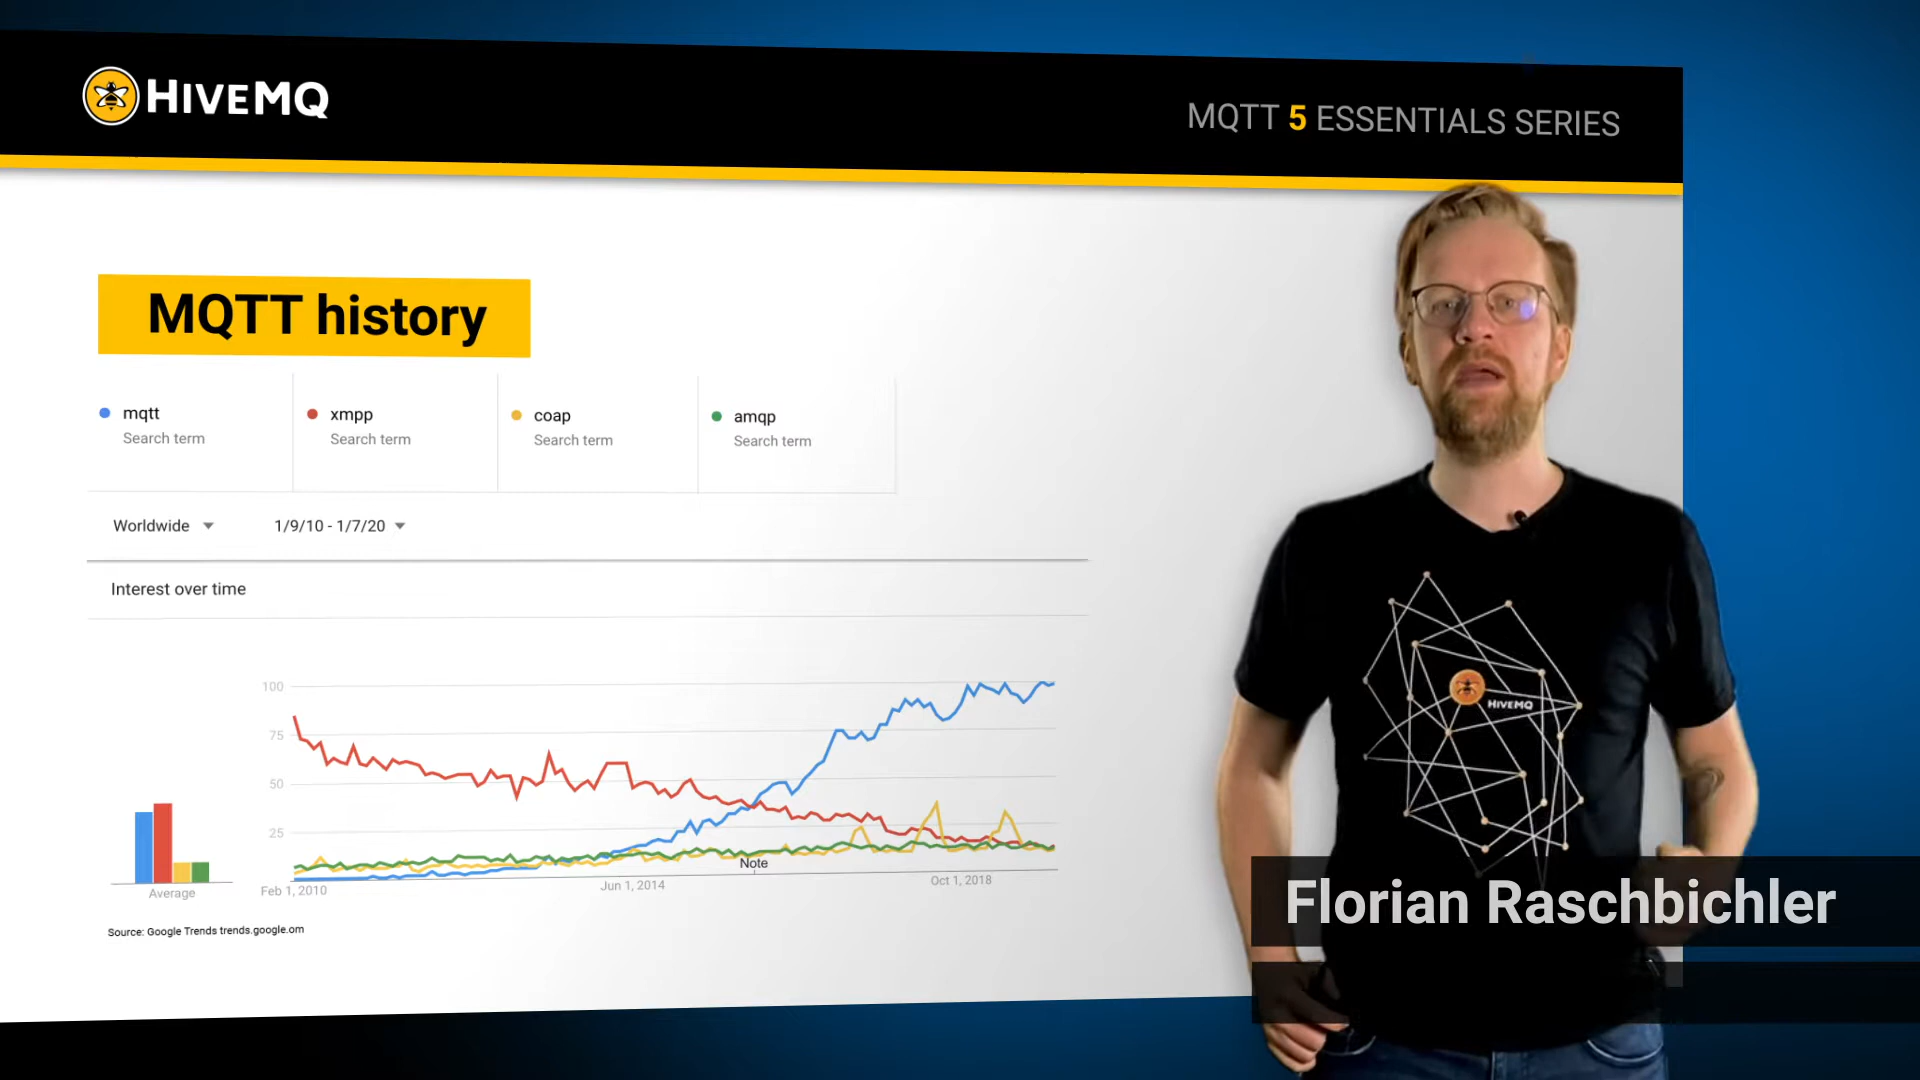 HIVEMQ
MQTT 5 ESSENTIALS SERIES
MQTT history
mqtt
Search term
xmpp
Search term
coap
Search term
amqp
Search term
Worldwide
1/9/10 - 1/7/20
Interest over time
100
75
50
25
Note
Average
Feb 1, 2010
Jun 1, 2014
Oct 1, 2018
Source: Google Trends trends.google.om
HIVEMQ
Florian Raschbichler